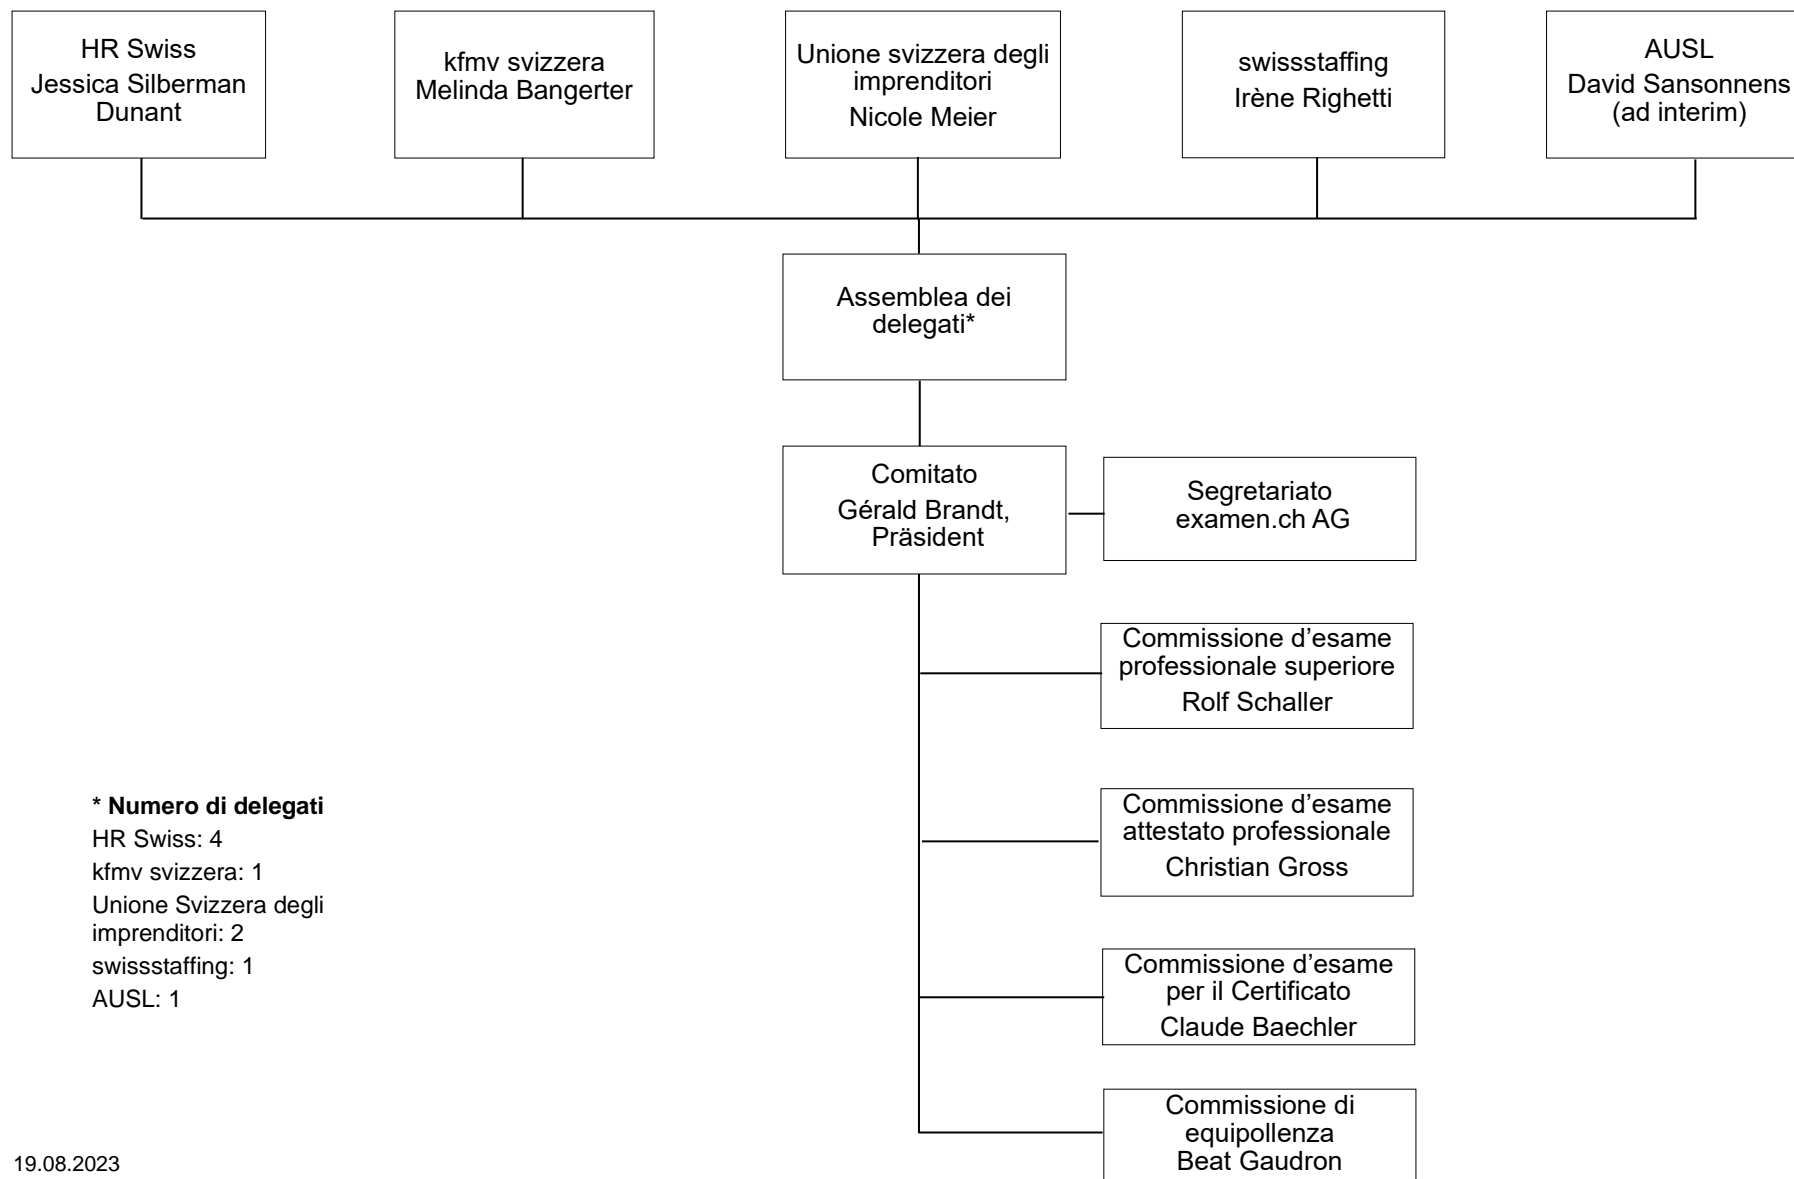 HR Swiss
Jessica Silberman
Dunant
kfmv svizzera
Melinda Bangerter
Unione svizzera degli
imprenditori
Nicole Meier
swissstaffing
Irène Righetti
AUSL
David Sansonnens
(ad interim)
Assemblea dei
delegati*
Comitato
Gérald Brandt,
Präsident
Segretariato
examen.ch AG
Commissione d’esame
professionale superiore
Rolf Schaller
Commissione d’esame
attestato professionale
Christian Gross
Commissione d’esame
per il Certificato
Claude Baechler
Commissione di
equipollenza
Beat Gaudron
* Numero di delegati
HR Swiss: 4
kfmv svizzera: 1
Unione Svizzera degli
imprenditori: 2
swissstaffing: 1
AUSL: 1
19.08.2023